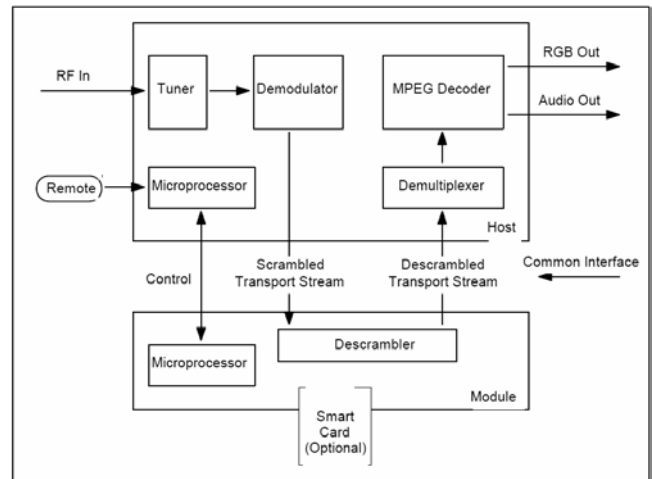 RF In
Tuner
Demodulator
MPEG Decoder
RGB Out
Audio Out
Remote
Microprocessor
Demultiplexer
Host
Control
Scrambled
Transport Stream
Descrambled
Transport Stream
Common Interface
Microprocessor
Descrambler
Module
Smart
Card
(Optional)